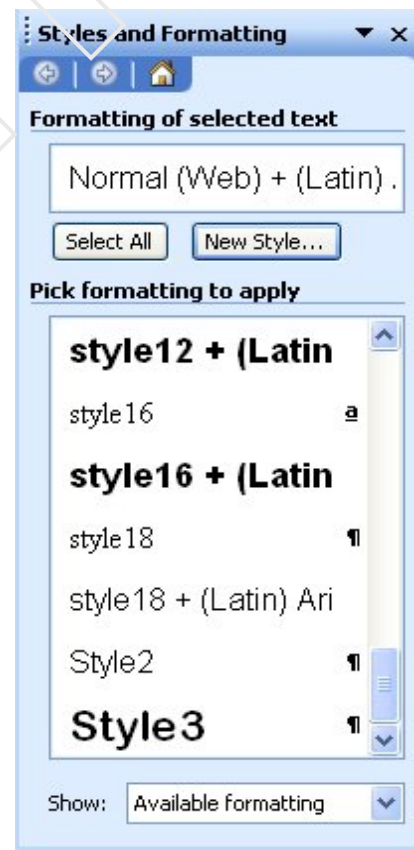 Styles and Formatting
Formatting of selected text
Normal (Web) + (Latin) .
Select All New Style...
Pick formatting to apply
style12 + (Latin
style16 a
style16 + (Latin
style18 ¶
style18 + (Latin) Ari
Style2 ¶
Style3 ¶
Show: Available formatting